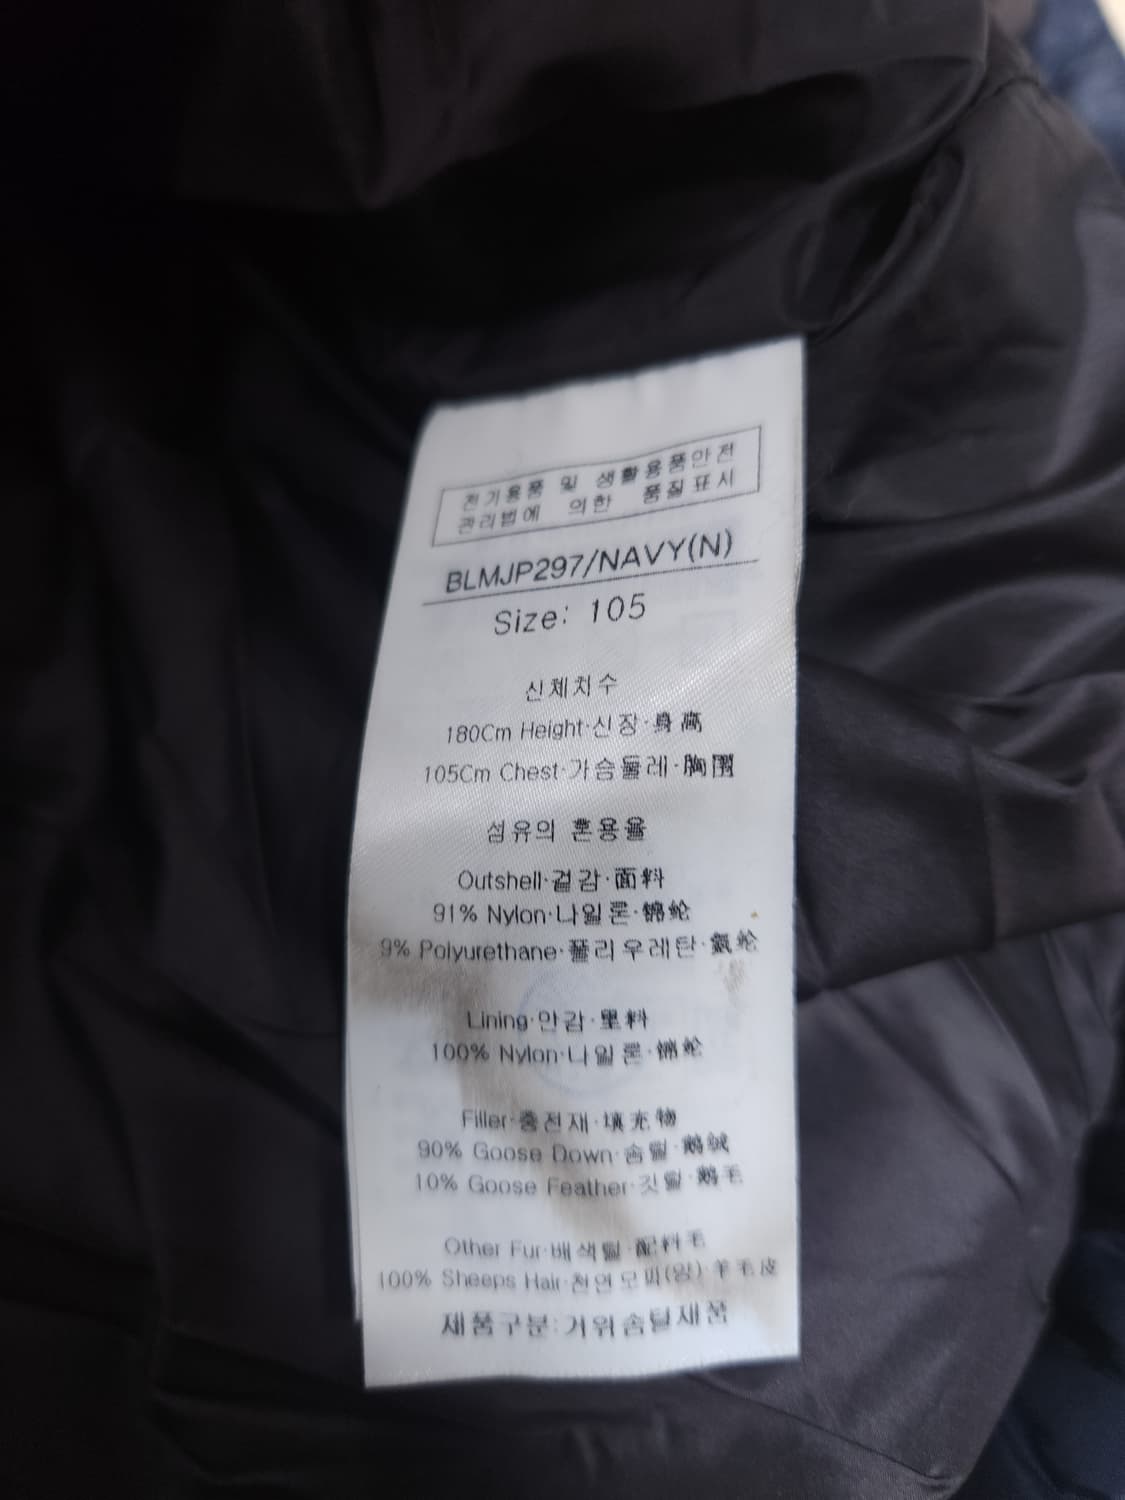 전기용품 및 생활용품안전
관리법에 의한 품질표시
BLMJP297/NAVY(N)
Size: 105
신체치수
180Cm Height·신장·身高
105Cm Chest·가슴둘레·胸围
섬유의 혼용율
Outshell·겉감·面料
91% Nylon·나일론·锦纶
9% Polyurethane·폴리우레탄·氨纶
Lining·안감·里料
100% Nylon·나일론·锦纶
Filler·충전재·填充物
90% Goose Down·솜털·鹅绒
10% Goose Feather·깃털·鹅毛
Other Fur·배색털·配料毛
100% Sheeps Hair·천연모피(양)·羊毛皮
제품구분:거위솜털제품